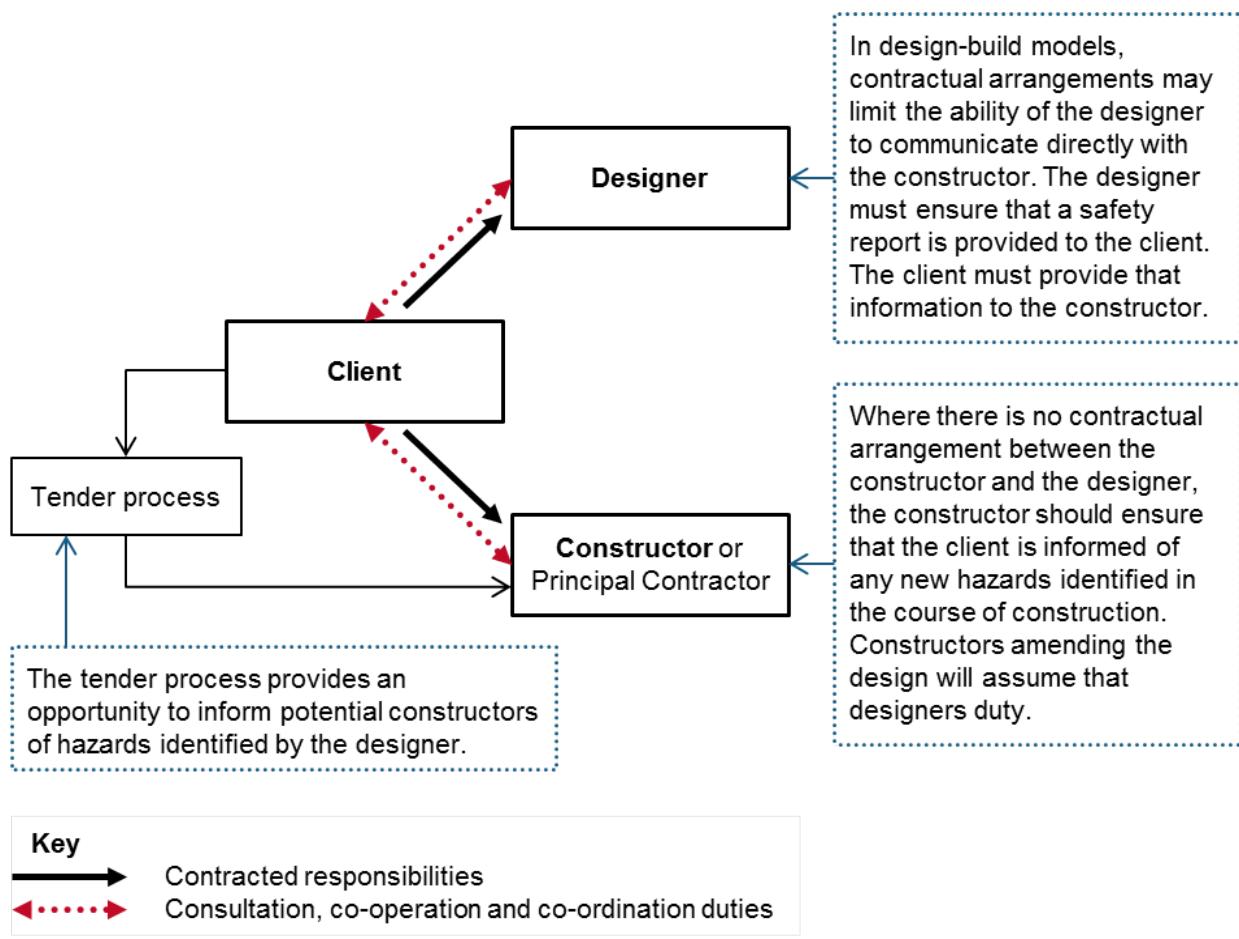 In design-build models,
contractual arrangements may
limit the ability of the designer
to communicate directly with
the constructor. The designer
must ensure that a safety
report is provided to the client.
The client must provide that
information to the constructor.
Designer
Client
Tender process
Constructor or
Principal Contractor
Where there is no contractual
arrangement between the
constructor and the designer,
the constructor should ensure
that the client is informed of
any new hazards identified in
the course of construction.
Constructors amending the
design will assume that
designers duty.
The tender process provides an
opportunity to inform potential constructors
of hazards identified by the designer.
Key
Contracted responsibilities
Consultation, co-operation and co-ordination duties